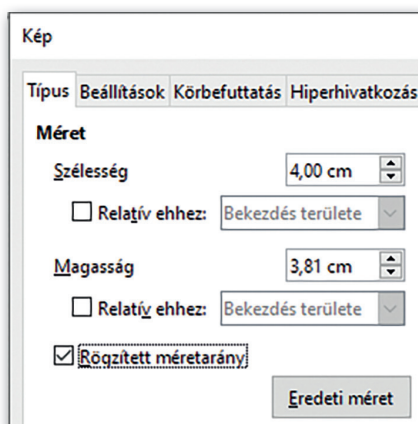 Kép
Típus Beállítások Körbefuttatás Hiperhivatkozás
Méret
Szélesség 4,00 cm
Relatív ehhez: Bekezdés területe
Magasság 3,81 cm
Relatív ehhez: Bekezdés területe
Rögzített méretarány
Eredeti méret